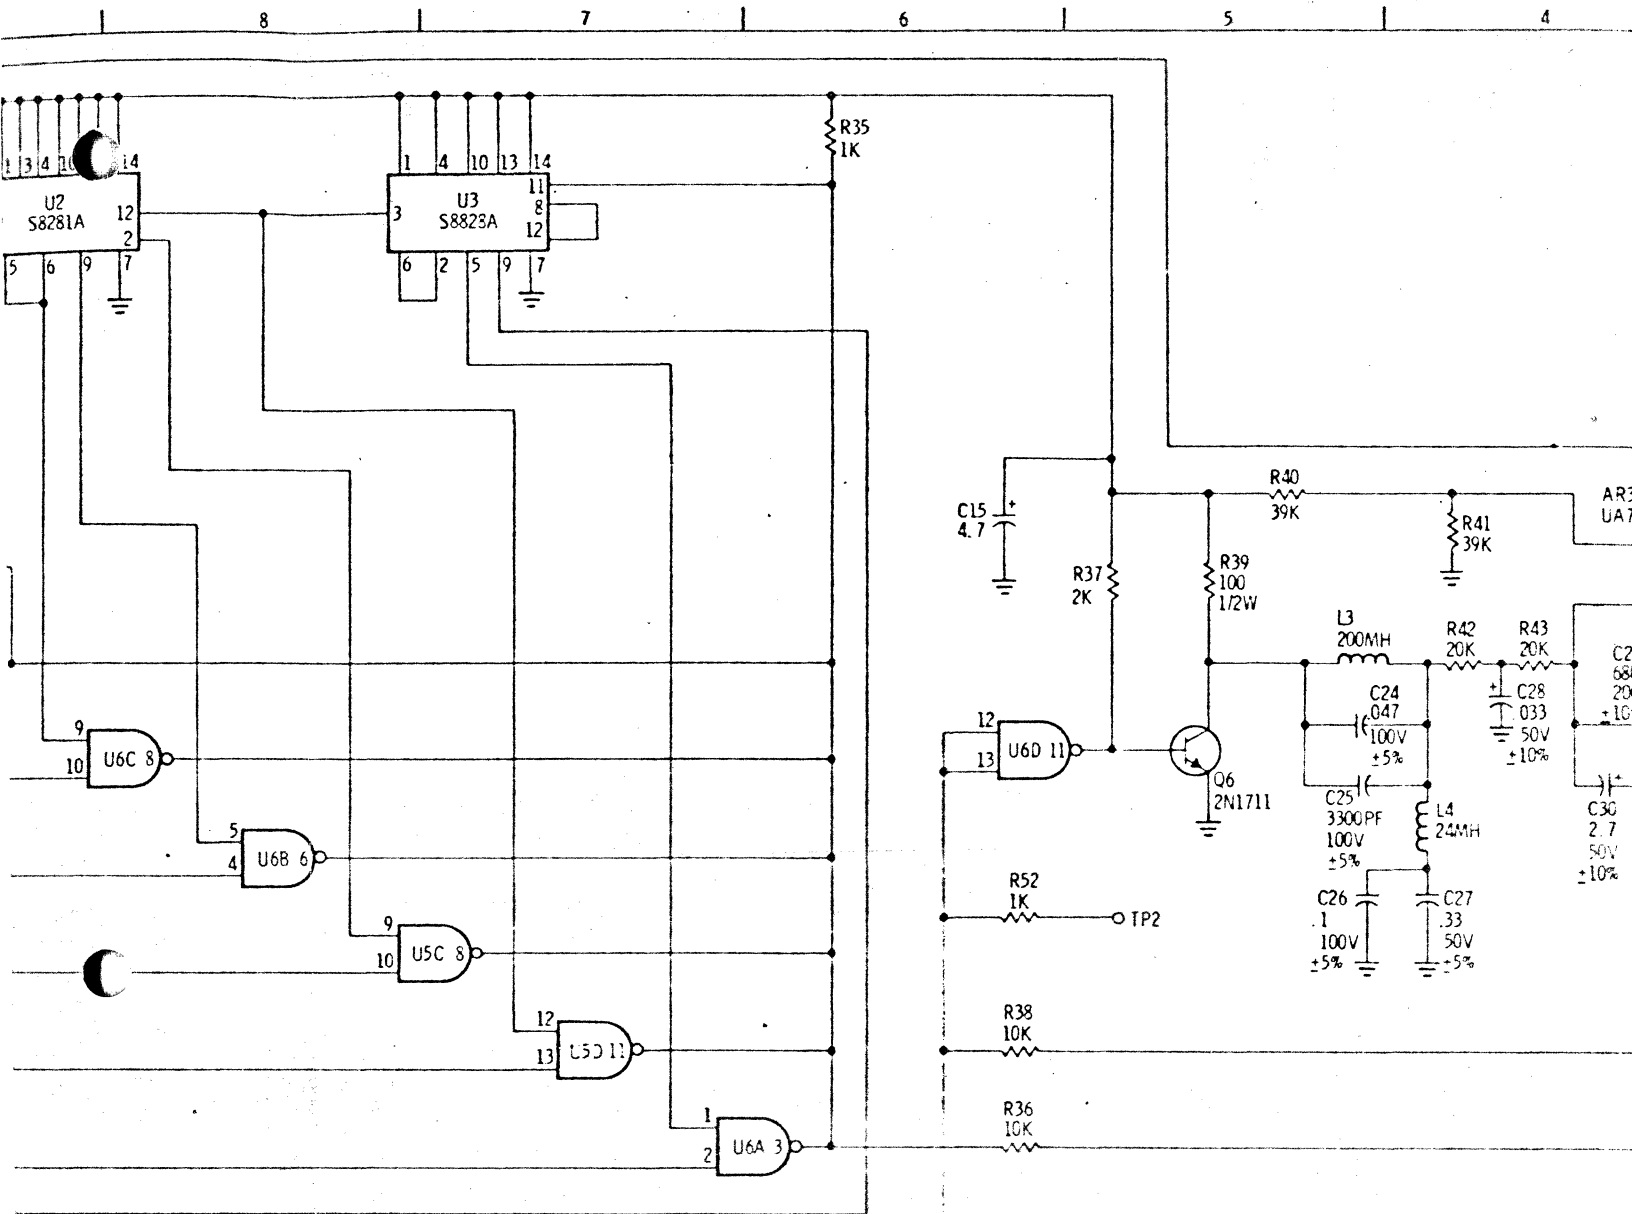 8 7 6 5 4
R35
1K
1 3 4 14
U2
S8281A
12
2
5 6 9 7
1 4 10 13 14
11
U3
S8823A
8
3
12
6 2 5 9 7
C15
+
4.7
R40
39K
R41
39K
R37
2K
R39
100
1/2W
L3
200MH
R42
20K
R43
20K
C24
.047
100V
±5%
+
C28
.033
50V
±10%
9
10
U6C 8
12
13
U6D 11
Q6
2N1711
C25
3300PF
100V
±5%
L4
24MH
+
C30
2.7
50V
±10%
5
4
U6B 6
R52
1K
TP2
C26
.1
100V
±5%
C27
.33
50V
±5%
9
10
U5C 8
12
13
U5D 11
R38
10K
1
2
U6A 3
R36
10K